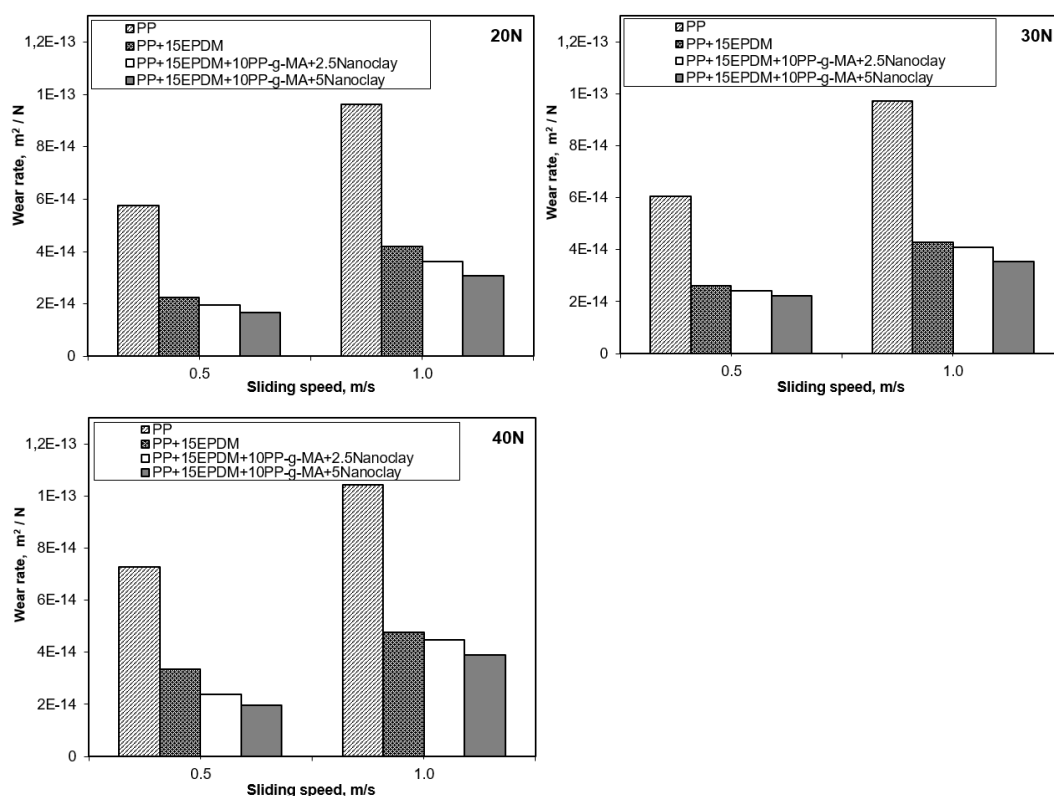 PP
PP+15EPDM
PP+15EPDM+10PP-g-MA+2.5Nanoclay
PP+15EPDM+10PP-g-MA+5Nanoclay
20N
Wear rate, m² / N
1,2E-13
1E-13
8E-14
6E-14
4E-14
2E-14
0
0.5
1.0
Sliding speed, m/s
PP
PP+15EPDM
PP+15EPDM+10PP-g-MA+2.5Nanoclay
PP+15EPDM+10PP-g-MA+5Nanoclay
30N
Wear rate, m² / N
1,2E-13
1E-13
8E-14
6E-14
4E-14
2E-14
0
0.5
1.0
Sliding speed, m/s
PP
PP+15EPDM
PP+15EPDM+10PP-g-MA+2.5Nanoclay
PP+15EPDM+10PP-g-MA+5Nanoclay
40N
Wear rate, m² / N
1,2E-13
1E-13
8E-14
6E-14
4E-14
2E-14
0
0.5
1.0
Sliding speed, m/s